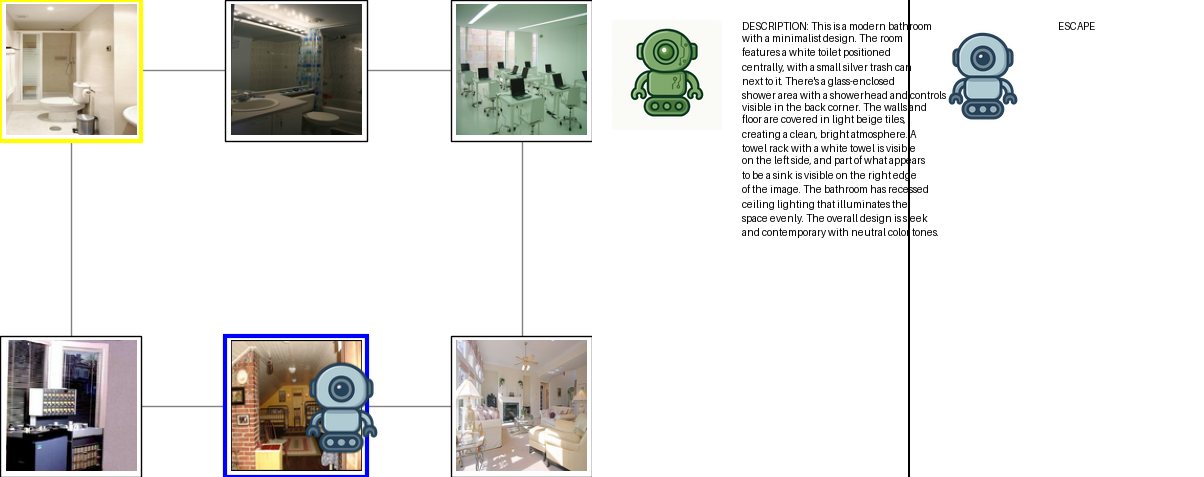 DESCRIPTION: This is a modern bathroom
with a minimalist design. The room
features a white toilet positioned
centrally, with a small silver trash can
next to it. There's a glass-enclosed
shower area with a showerhead and controls
visible in the back corner. The walls and
floor are covered in light beige tiles,
creating a clean, bright atmosphere. A
towel rack with a white towel is visible
on the left side, and part of what appears
to be a sink is visible on the right edge
of the image. The bathroom has recessed
ceiling lighting that illuminates the
space evenly. The overall design is sleek
and contemporary with neutral color tones.
ESCAPE